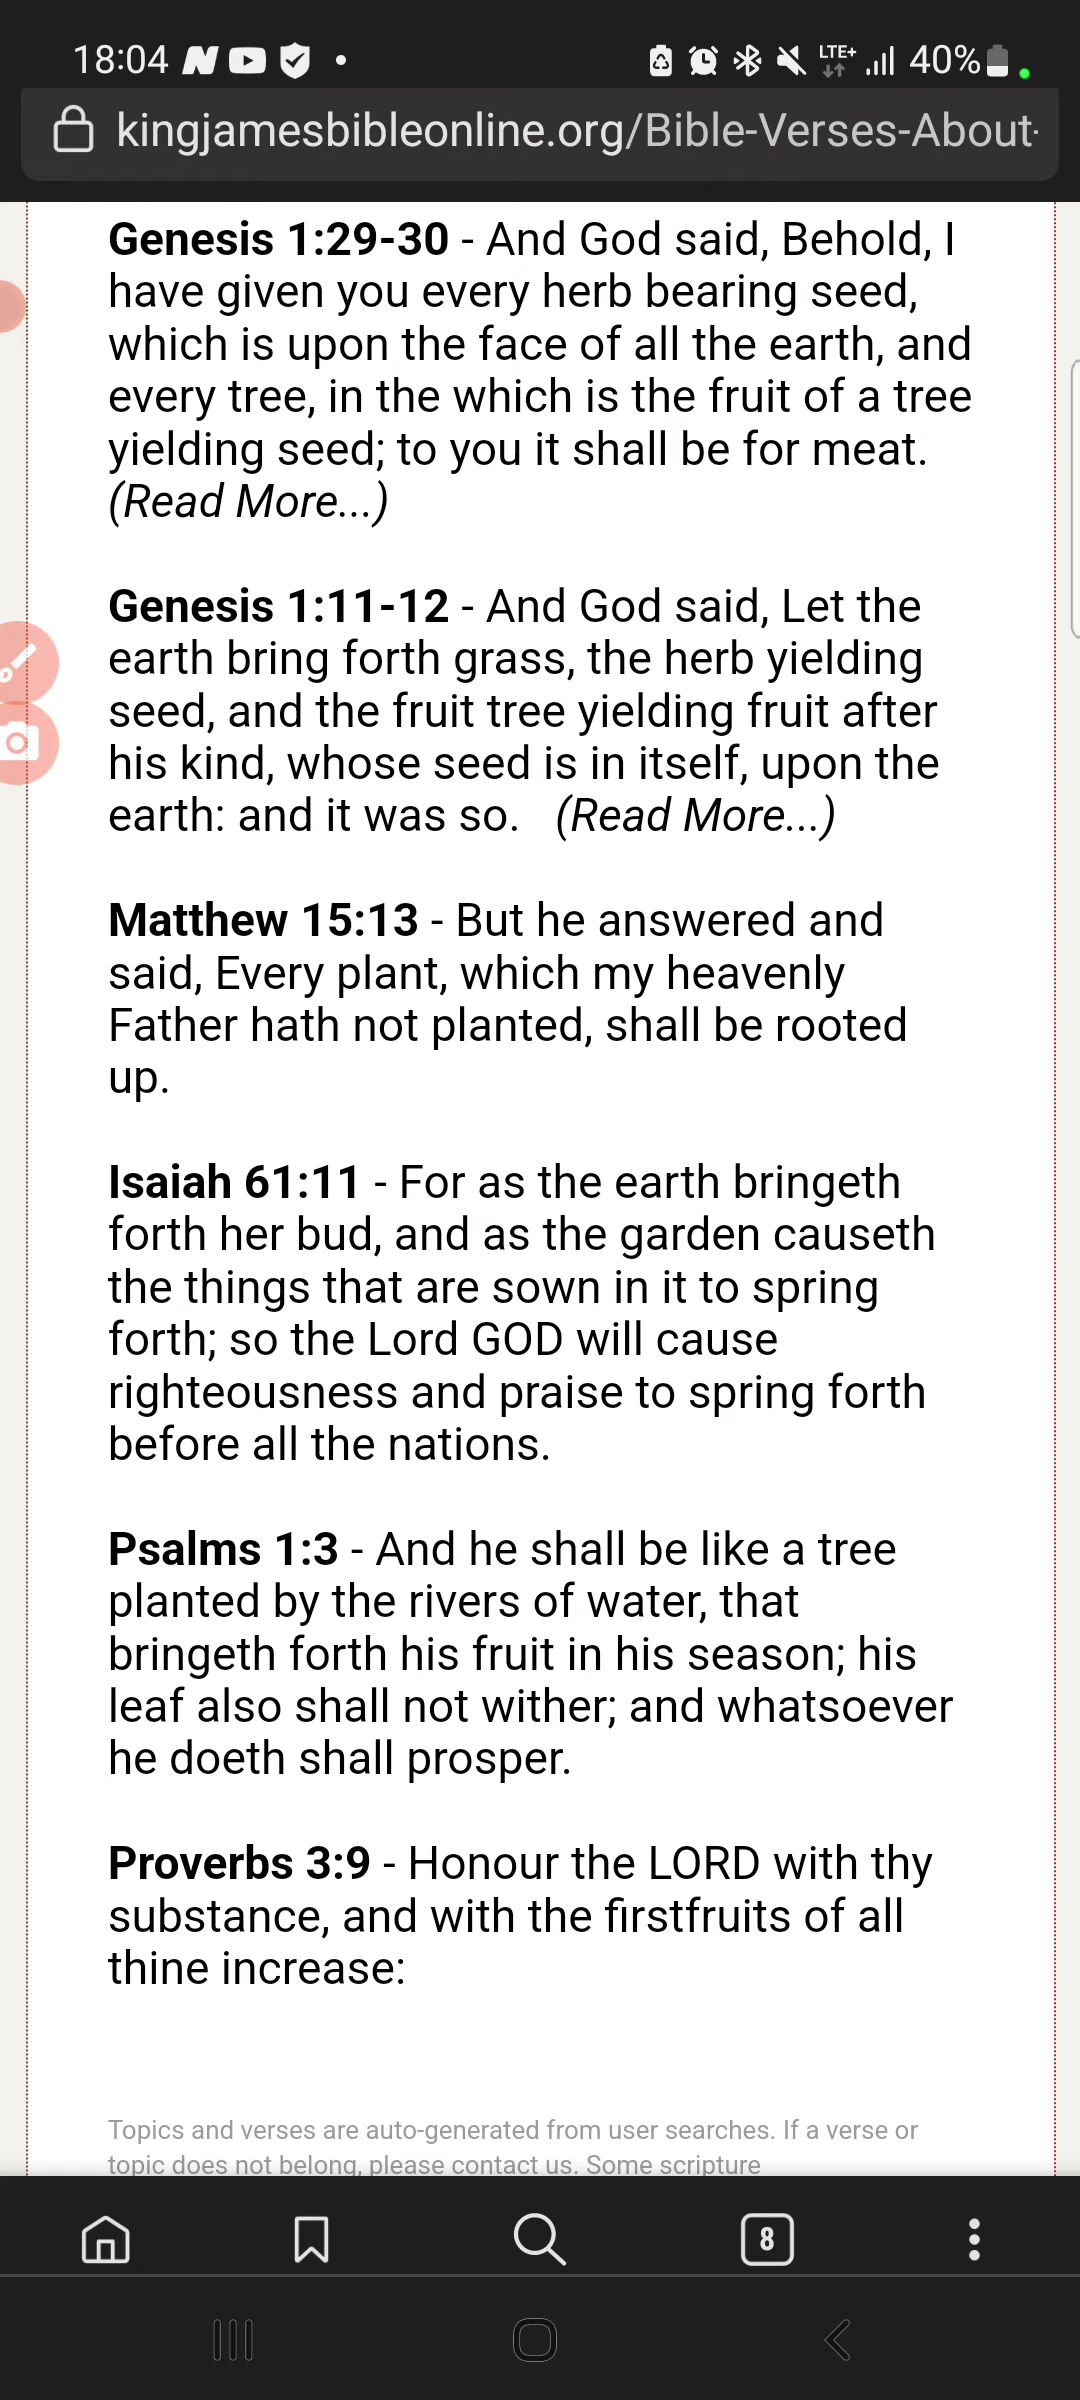 18:04
LTE+
40%
kingjamesbibleonline.org/Bible-Verses-About-
Genesis 1:29-30 - And God said, Behold, I
have given you every herb bearing seed,
which is upon the face of all the earth, and
every tree, in the which is the fruit of a tree
yielding seed; to you it shall be for meat.
(Read More...)
Genesis 1:11-12 - And God said, Let the
earth bring forth grass, the herb yielding
seed, and the fruit tree yielding fruit after
his kind, whose seed is in itself, upon the
earth: and it was so. (Read More...)
Matthew 15:13 - But he answered and
said, Every plant, which my heavenly
Father hath not planted, shall be rooted
up.
Isaiah 61:11 - For as the earth bringeth
forth her bud, and as the garden causeth
the things that are sown in it to spring
forth; so the Lord GOD will cause
righteousness and praise to spring forth
before all the nations.
Psalms 1:3 - And he shall be like a tree
planted by the rivers of water, that
bringeth forth his fruit in his season; his
leaf also shall not wither; and whatsoever
he doeth shall prosper.
Proverbs 3:9 - Honour the LORD with thy
substance, and with the firstfruits of all
thine increase:
Topics and verses are auto-generated from user searches. If a verse or
topic does not belong, please contact us. Some scripture
8